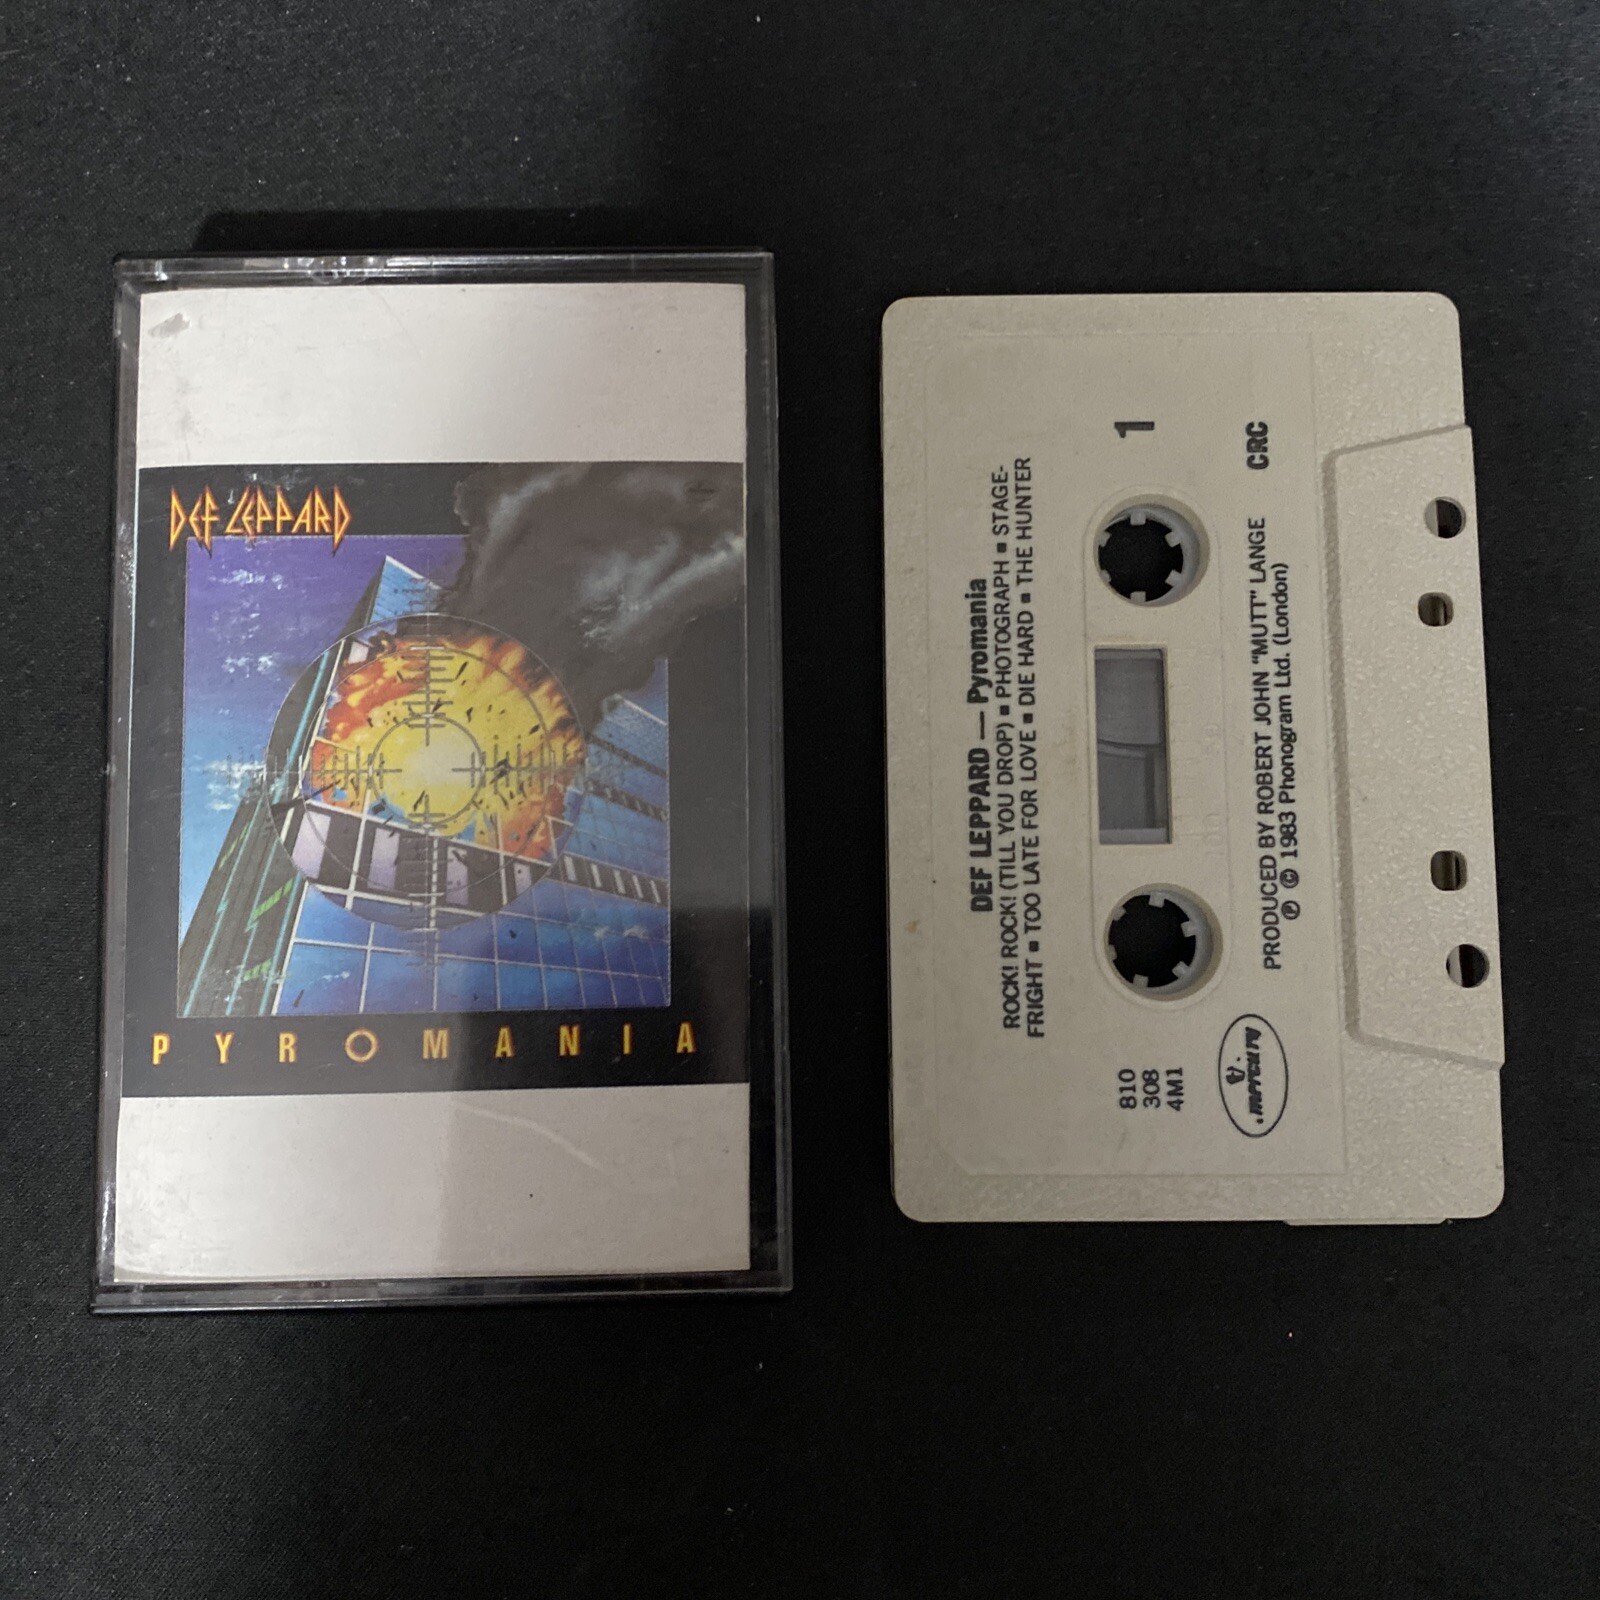 DEF LEPPARD
PYROMANIA
DEF LEPPARD — Pyromania
ROCK! ROCK! (TILL YOU DROP) ■ PHOTOGRAPH ■ STAGE-
FRIGHT ■ TOO LATE FOR LOVE ■ DIE HARD ■ THE HUNTER
1
810
308
4M1
mercury
PRODUCED BY ROBERT JOHN "MUTT" LANGE
℗ © 1983 Phonogram Ltd. (London)
CRC